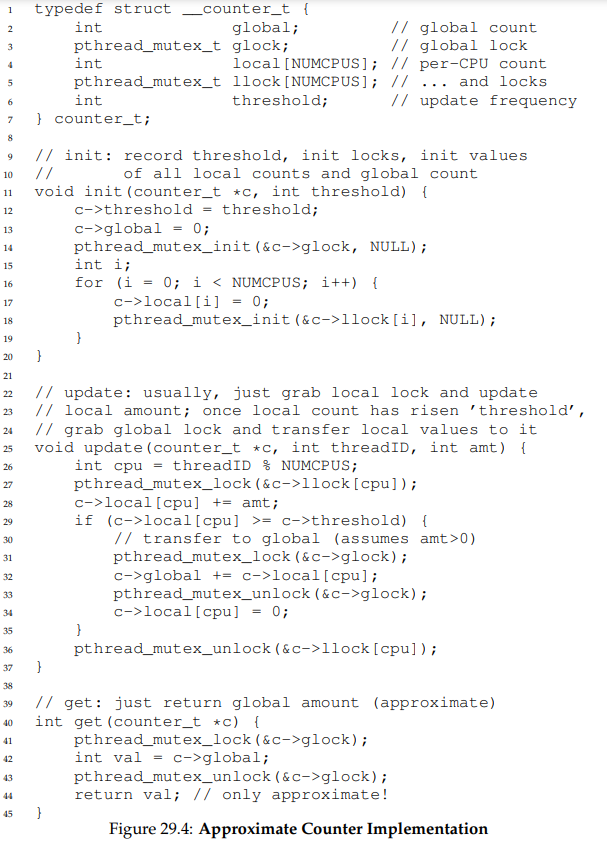 1 typedef struct __counter_t {
2     int             global;          // global count
3     pthread_mutex_t glock;           // global lock
4     int             local[NUMCPUS];  // per-CPU count
5     pthread_mutex_t llock[NUMCPUS];  // ... and locks
6     int             threshold;       // update frequency
7 } counter_t;
8
9 // init: record threshold, init locks, init values
10 //       of all local counts and global count
11 void init(counter_t *c, int threshold) {
12     c->threshold = threshold;
13     c->global = 0;
14     pthread_mutex_init(&c->glock, NULL);
15     int i;
16     for (i = 0; i < NUMCPUS; i++) {
17         c->local[i] = 0;
18         pthread_mutex_init(&c->llock[i], NULL);
19     }
20 }
21
22 // update: usually, just grab local lock and update
23 // local amount; once local count has risen ’threshold’,
24 // grab global lock and transfer local values to it
25 void update(counter_t *c, int threadID, int amt) {
26     int cpu = threadID % NUMCPUS;
27     pthread_mutex_lock(&c->llock[cpu]);
28     c->local[cpu] += amt;
29     if (c->local[cpu] >= c->threshold) {
30         // transfer to global (assumes amt>0)
31         pthread_mutex_lock(&c->glock);
32         c->global += c->local[cpu];
33         pthread_mutex_unlock(&c->glock);
34         c->local[cpu] = 0;
35     }
36     pthread_mutex_unlock(&c->llock[cpu]);
37 }
38
39 // get: just return global amount (approximate)
40 int get(counter_t *c) {
41     pthread_mutex_lock(&c->glock);
42     int val = c->global;
43     pthread_mutex_unlock(&c->glock);
44     return val; // only approximate!
45 }
Figure 29.4: Approximate Counter Implementation